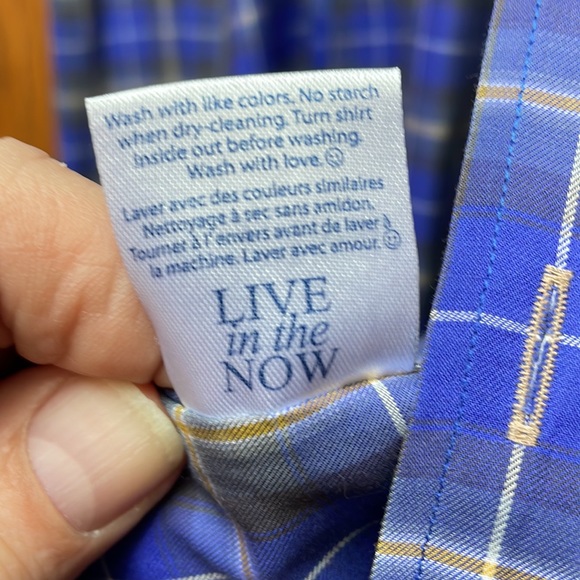 Wash with like colors. No starch
when dry-cleaning. Turn shirt
inside out before washing.
Wash with love. ☺
Laver avec des couleurs similaires
Nettoyage à sec sans amidon.
Tourner à l'envers avant de laver à
la machine. Laver avec amour. ☺
LIVE
in the
NOW